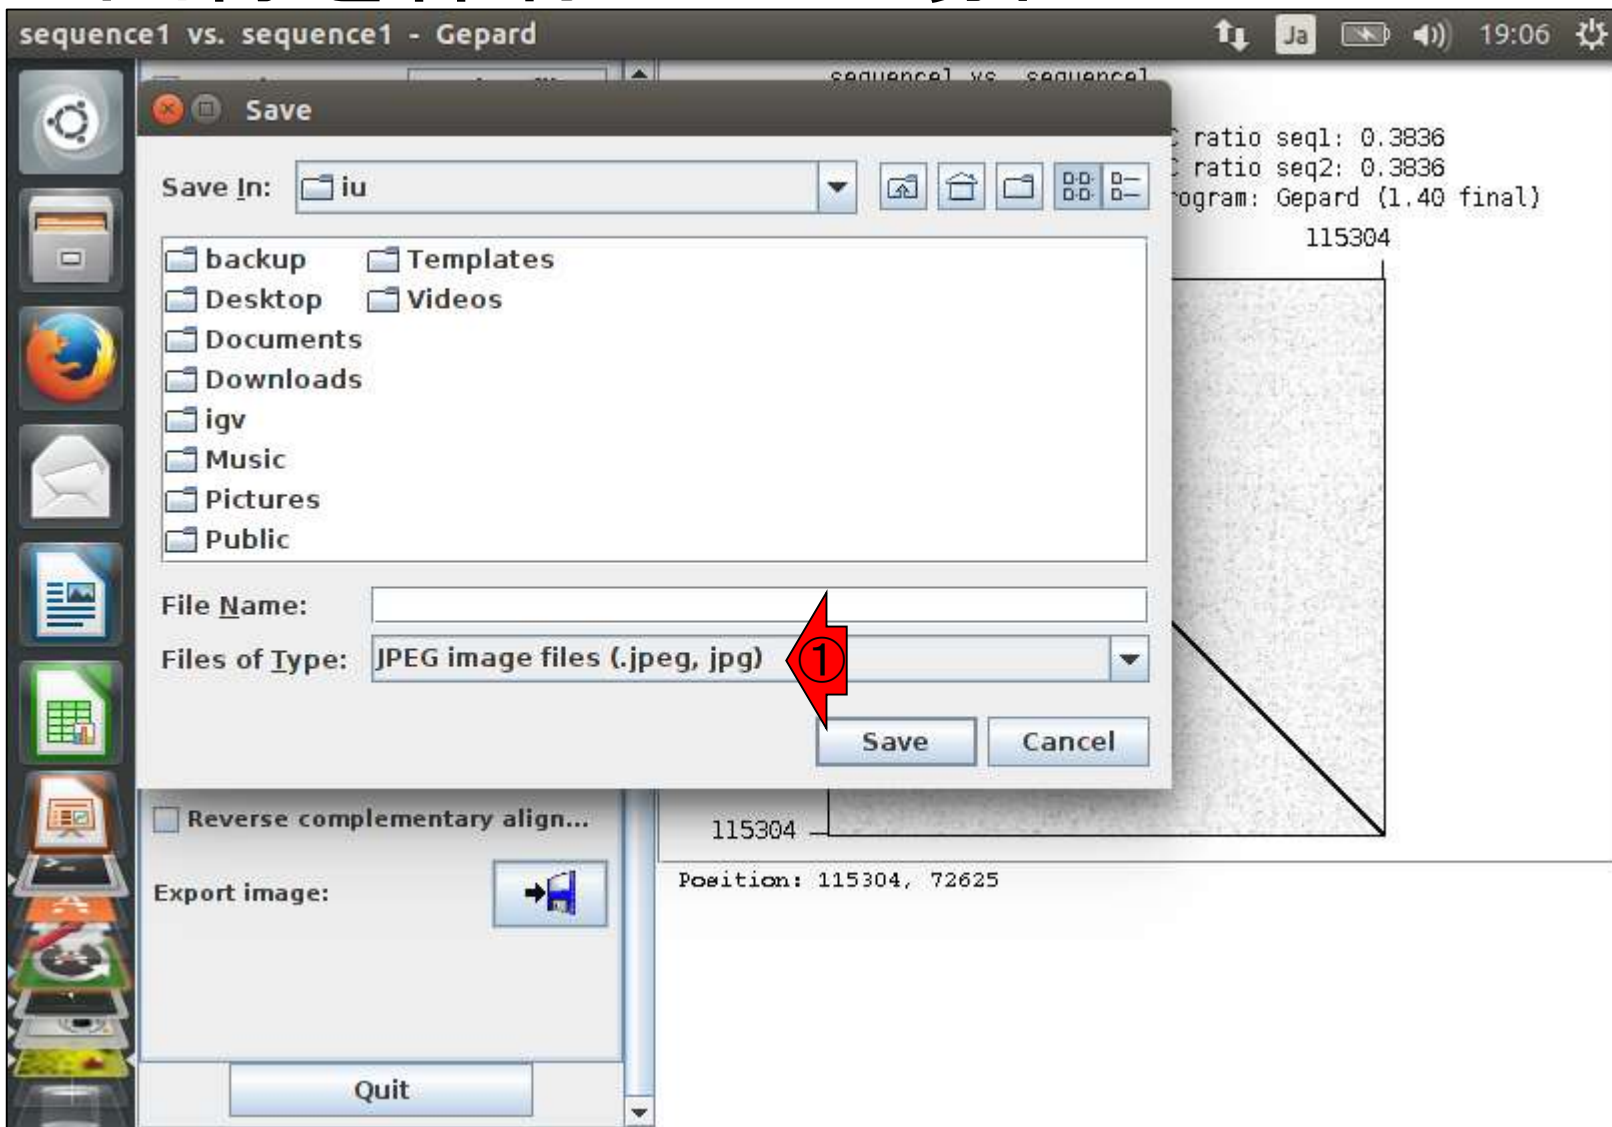 sequence1 vs. sequence1 - Gepard
Ja
19:06
sequence1 vs. sequence1
Save
ratio seq1: 0.3836
ratio seq2: 0.3836
ogram: Gepard (1.40 final)
115304
Save In: iu
backup Templates
Desktop Videos
Documents
Downloads
igv
Music
Pictures
Public
File Name:
Files of Type: JPEG image files (.jpeg, jpg)
①
Save Cancel
Reverse complementary align...
115304
Export image:
Position: 115304, 72625
Quit